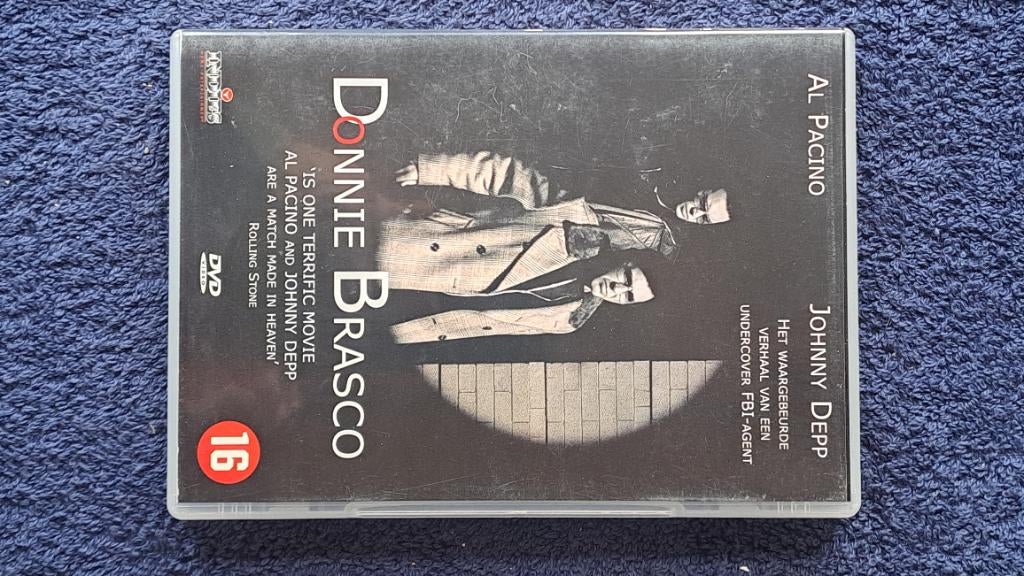 AL PACINO
JOHNNY DEPP
HET WAARGEBEURDE
VERHAAL VAN EEN
UNDERCOVER FBI-AGENT
DONNIE BRASCO
'IS ONE TERRIFIC MOVIE
AL PACINO AND JOHNNY DEPP
ARE A MATCH MADE IN HEAVEN'
ROLLING STONE
INDIES
DVD
16